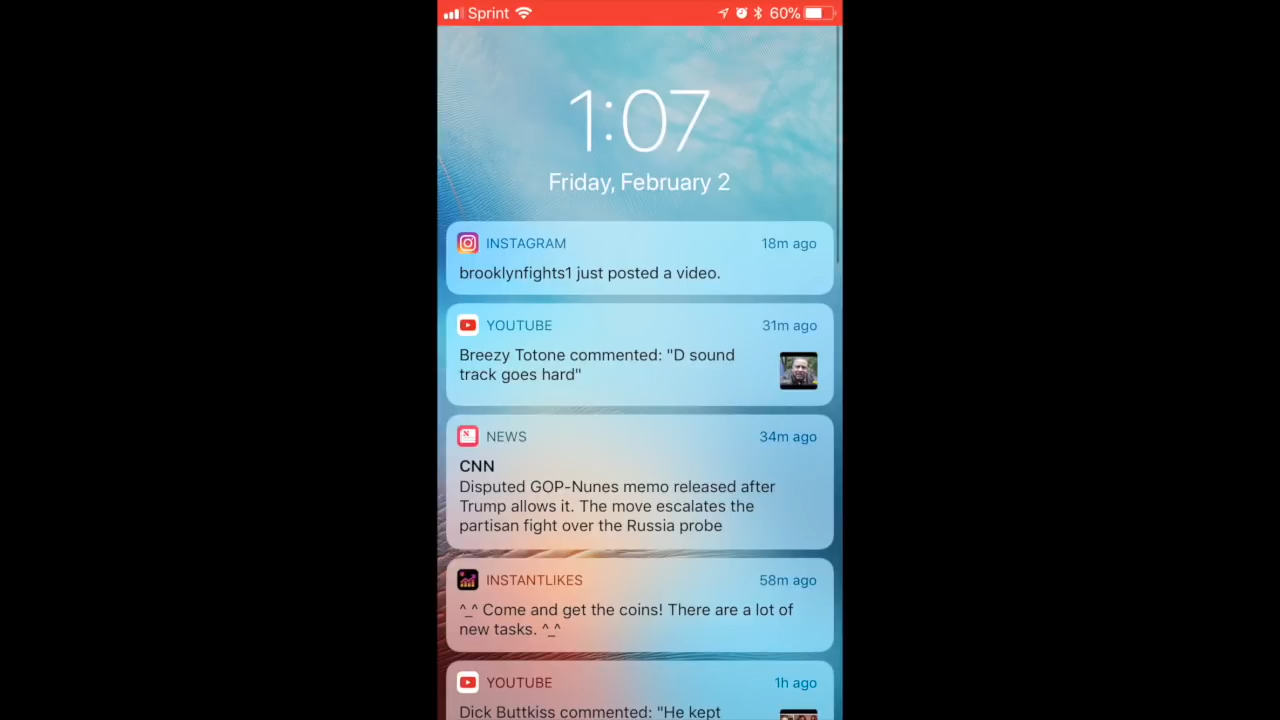 Sprint 60%
1:07
Friday, February 2
INSTAGRAM 18m ago
brooklynfights1 just posted a video.
YOUTUBE 31m ago
Breezy Totone commented: "D sound
track goes hard"
NEWS 34m ago
CNN
Disputed GOP-Nunes memo released after
Trump allows it. The move escalates the
partisan fight over the Russia probe
INSTANTLIKES 58m ago
^_^ Come and get the coins! There are a lot of
new tasks. ^_^
YOUTUBE 1h ago
Dick Buttkiss commented: "He kept